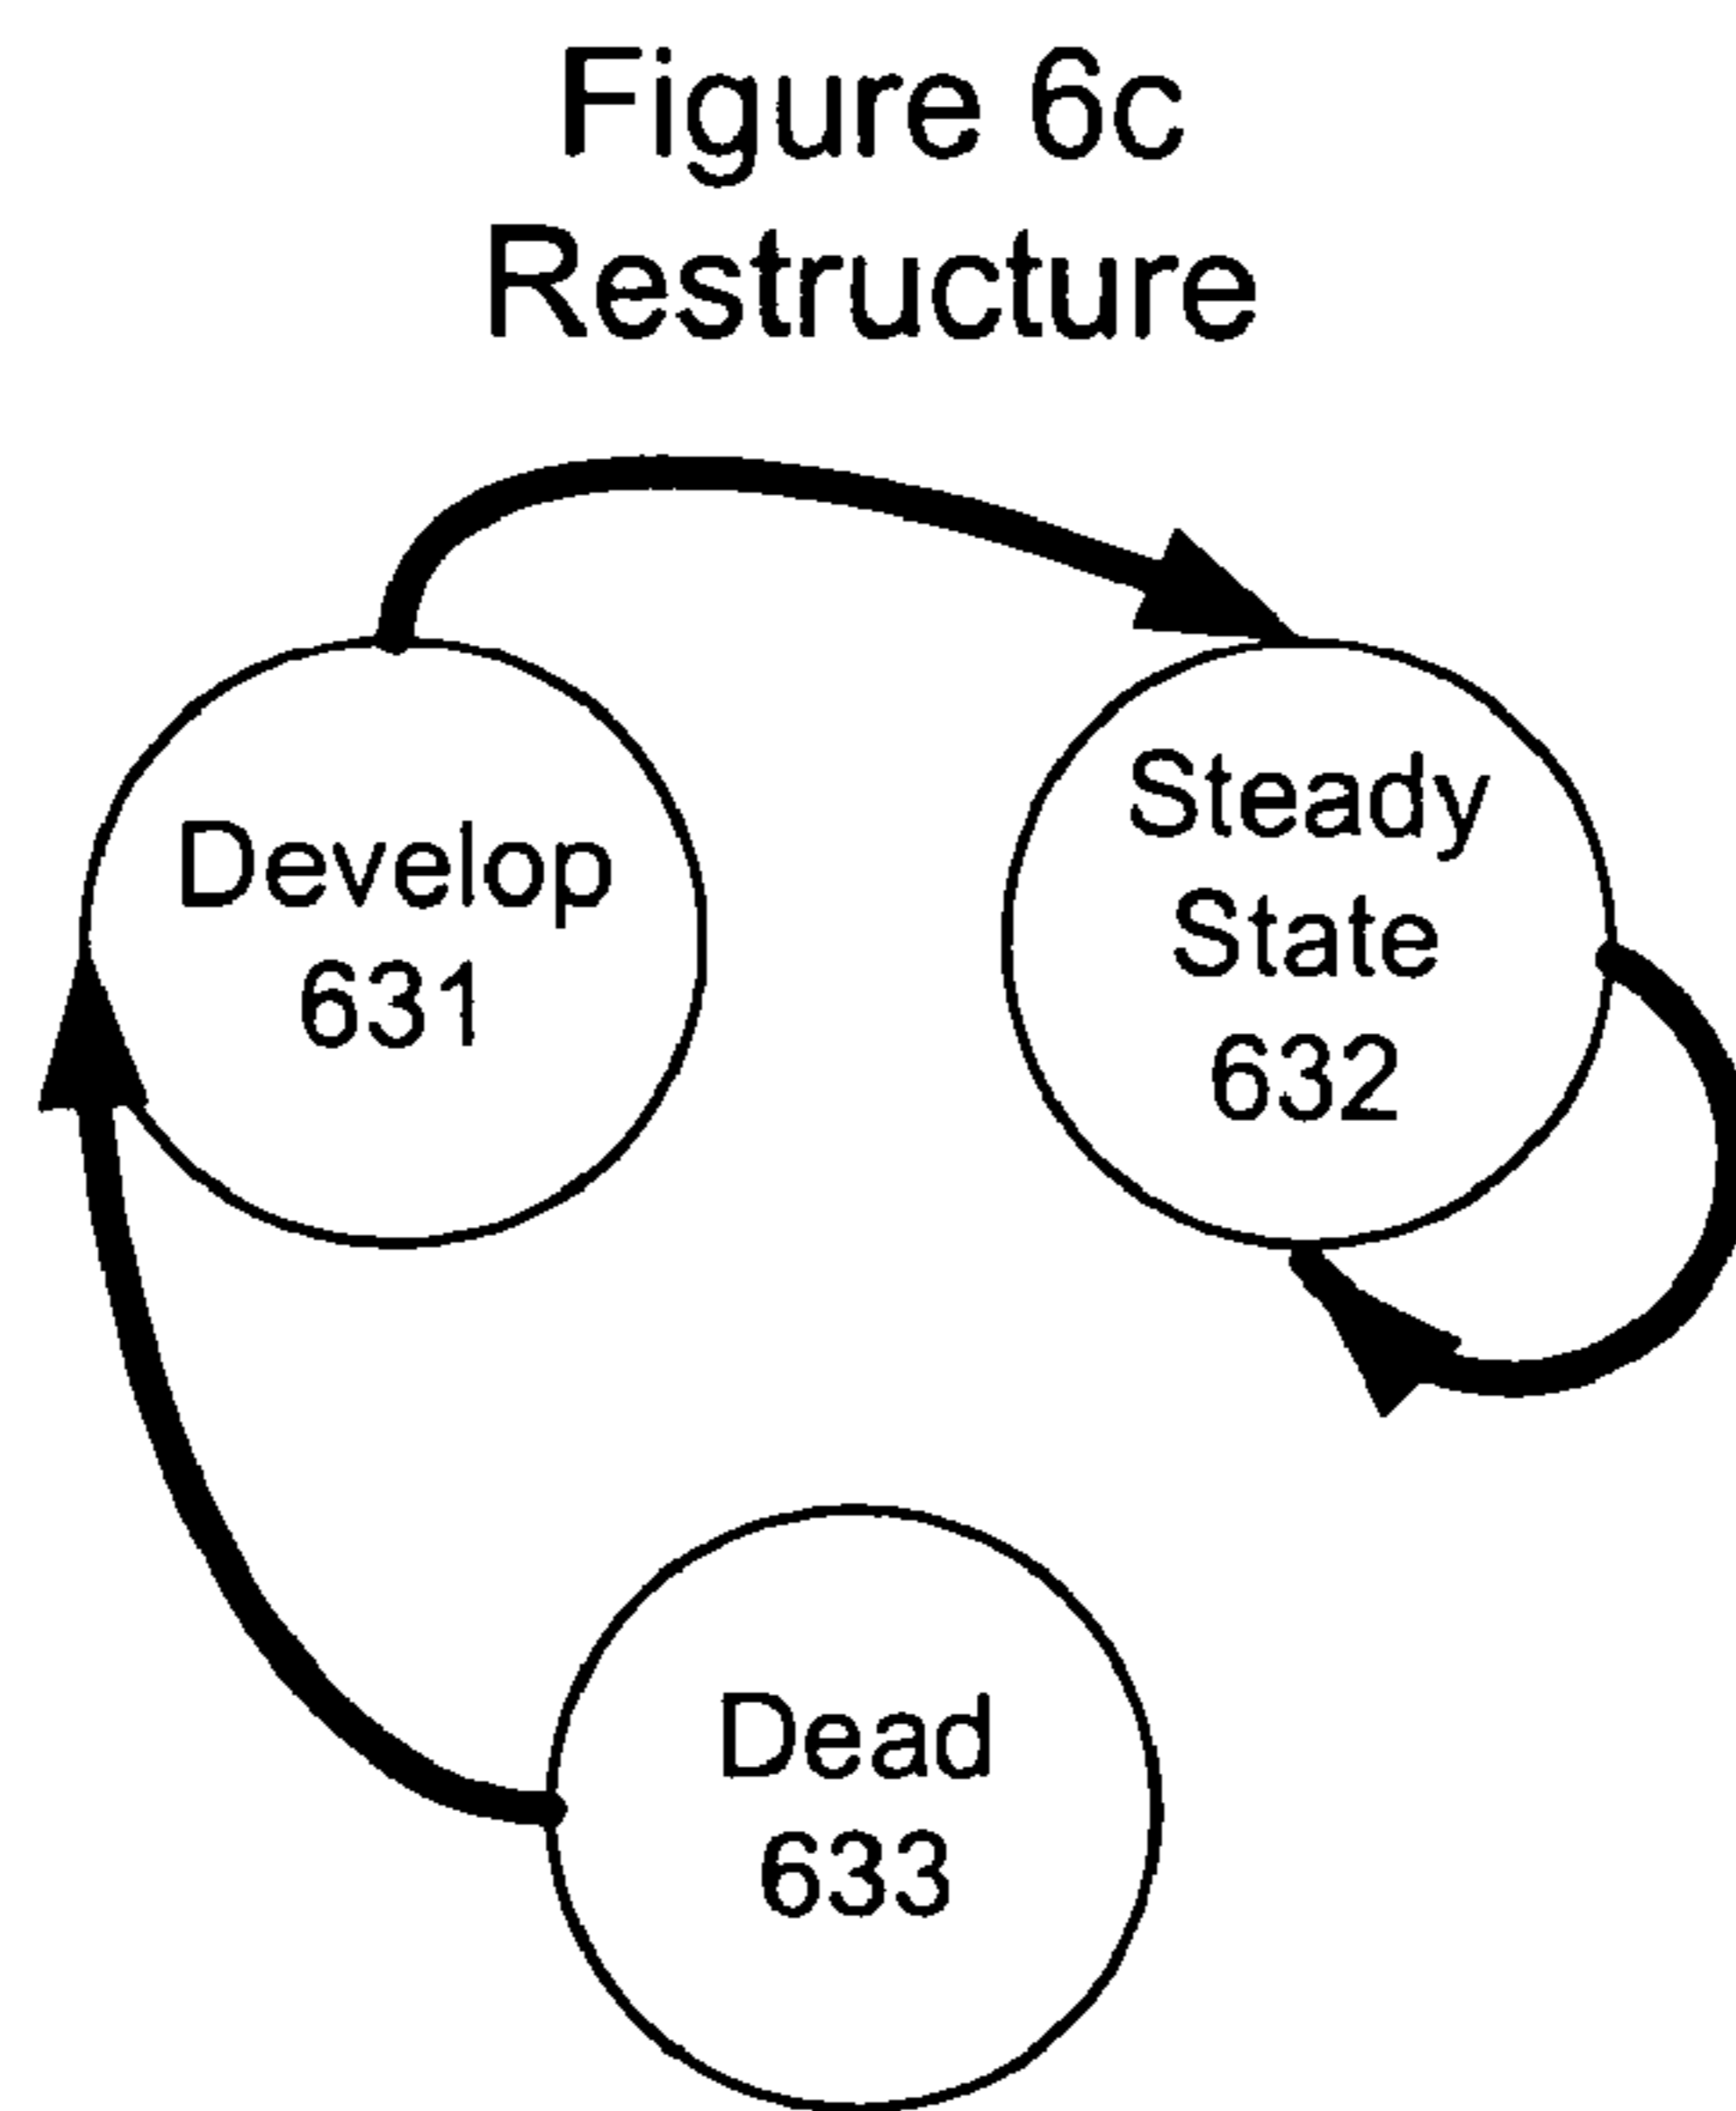 Figure 6c
Restructure
Develop
631
Steady
State
632
Dead
633